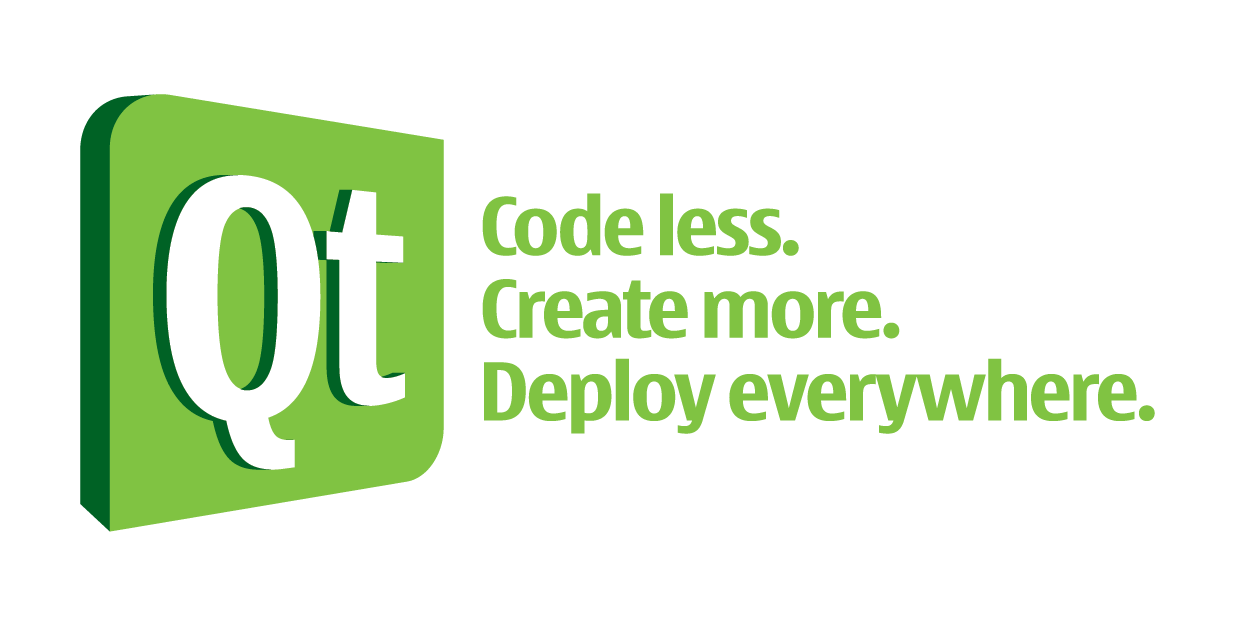 Qt
Code less.
Create more.
Deploy everywhere.